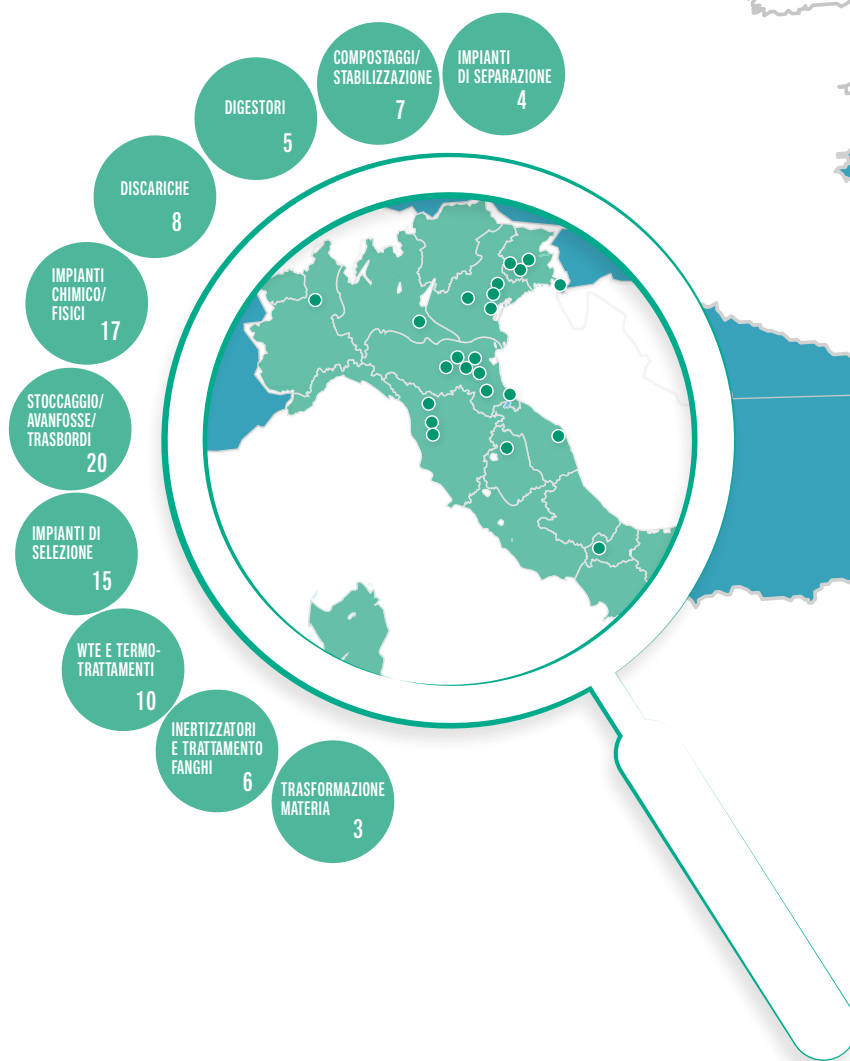 COMPOSTAGGI/
STABILIZZAZIONE
7
IMPIANTI
DI SEPARAZIONE
4
DIGESTORI
5
DISCARICHE
8
IMPIANTI
CHIMICO/
FISICI
17
STOCCAGGIO/
AVANFOSSE/
TRASBORDI
20
IMPIANTI DI
SELEZIONE
15
WTE E TERMO-
TRATTAMENTI
10
INERTIZZATORI
E TRATTAMENTO
FANGHI
6
TRASFORMAZIONE
MATERIA
3